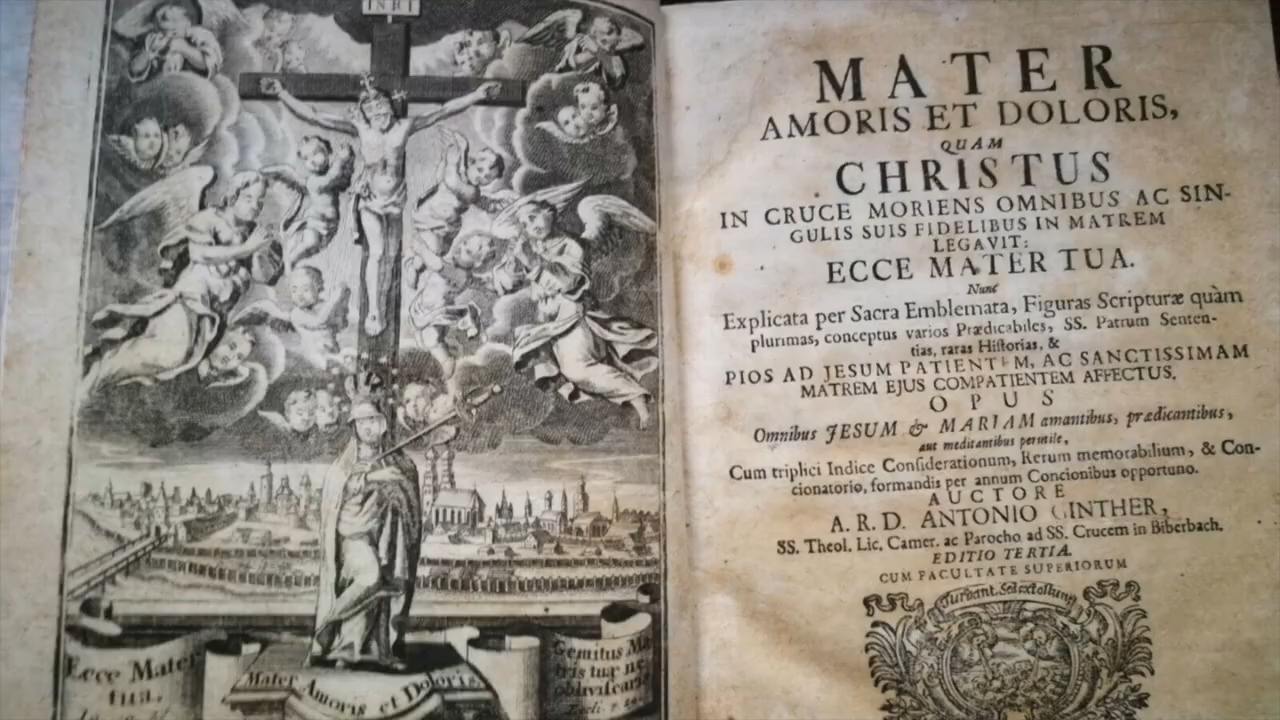 INRI
Ecce Mater
tua.
Mater Amoris et Doloris
Gemitus Ma
tris tuæ ne
obliviscaris
MATER
AMORIS ET DOLORIS,
QUAM
CHRISTUS
IN CRUCE MORIENS OMNIBUS AC SIN-
GULIS SUIS FIDELIBUS IN MATREM
LEGAVIT:
ECCE MATER TUA.
Nunc
Explicata per Sacra Emblemata, Figuras Scripturæ quàm
plurimas, conceptus varios Prædicabiles, SS. Patrum Senten-
tias, raras Hiſtorias, &
PIOS AD JESUM PATIENTEM, AC SANCTISSIMAM
MATREM EJUS COMPATIENTEM AFFECTUS.
OPUS
Omnibus JESUM & MARIAM amantibus, prædicantibus,
aut meditantibus perutile,
Cum triplici Indice Conſiderationum, Rerum memorabilium, & Con-
cionatorio, formandis per annum Concionibus opportuno.
AUCTORE
A. R. D. ANTONIO GINTHER,
SS. Theol. Lic. Camer. ac Parocho ad SS. Crucem in Biberbach.
EDITIO TERTIA.
CUM FACULTATE SUPERIORUM
Turbant. Sed extollunt